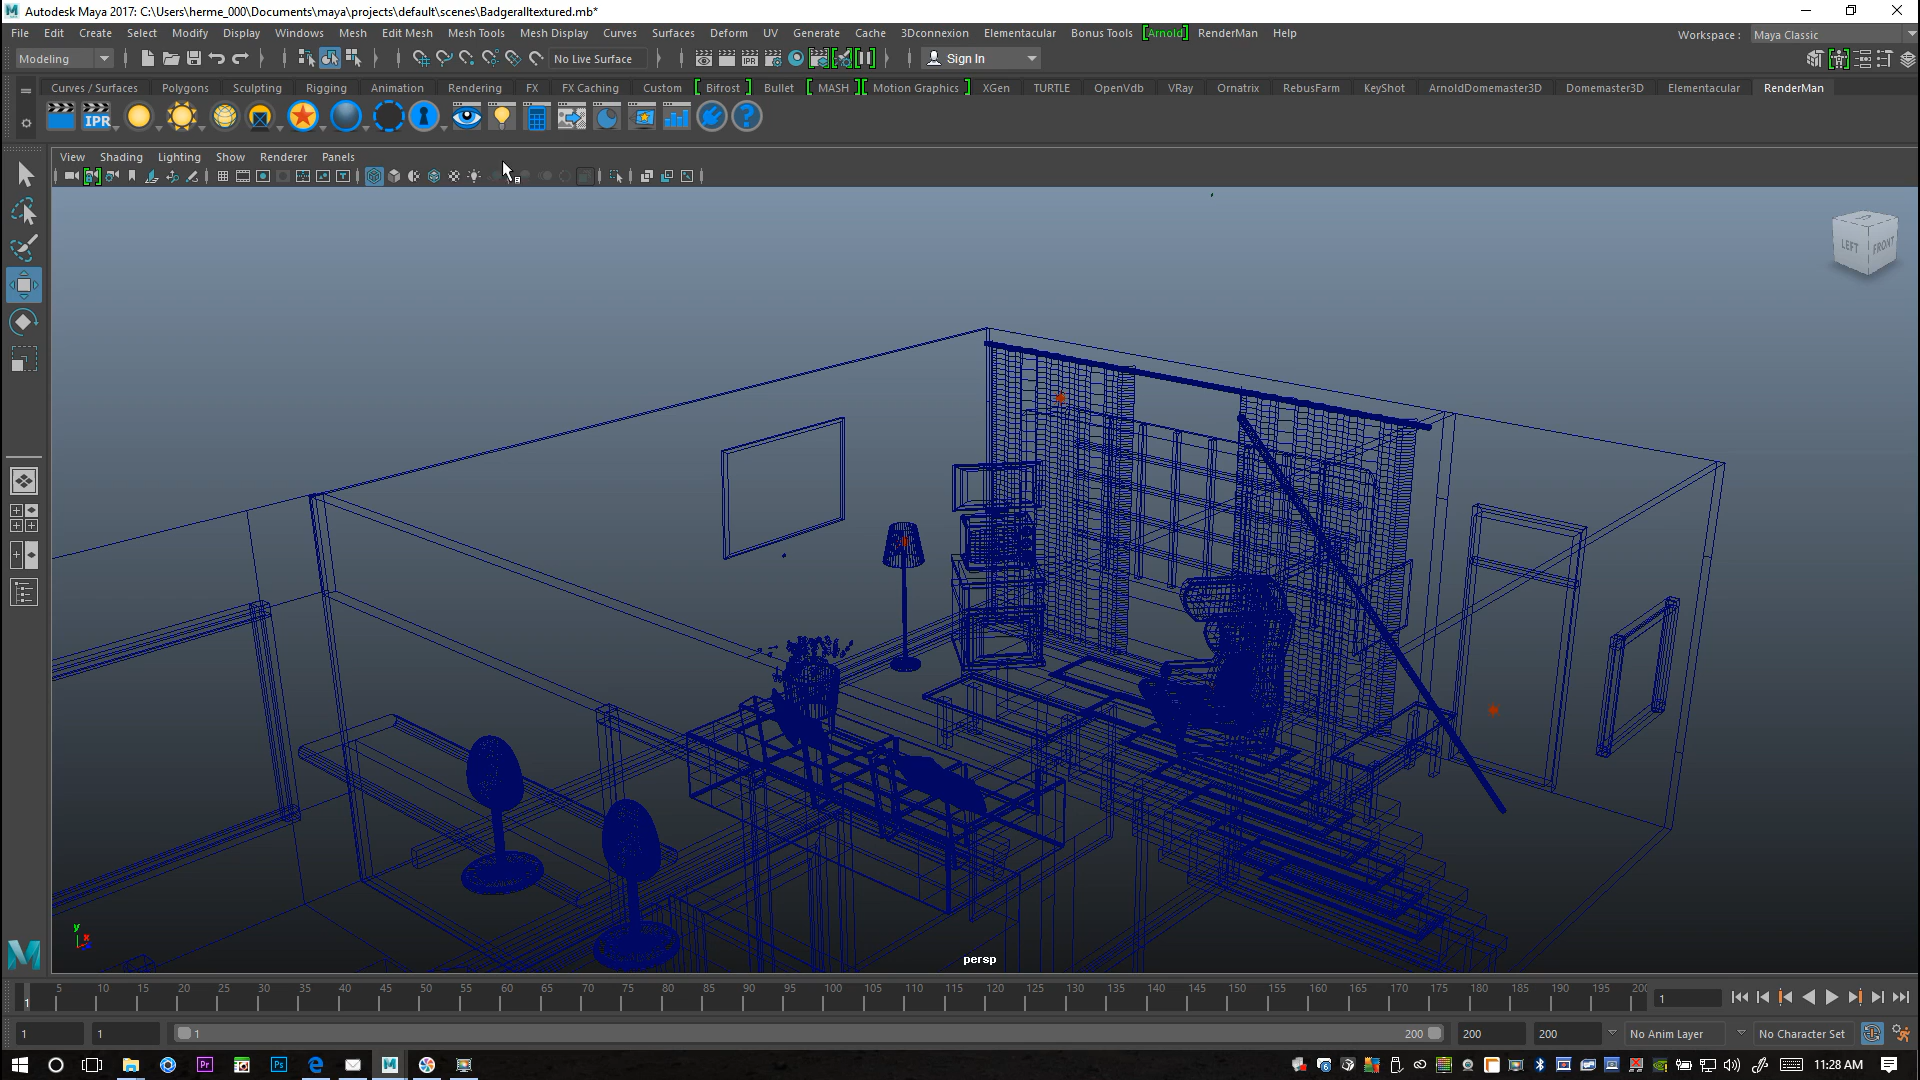 Autodesk Maya 2017: C:\Users\herme_000\Documents\maya\projects\default\scenes\Badgeralltextured.mb*
File Edit Create Select Modify Display Windows Mesh Edit Mesh Mesh Tools Mesh Display Curves Surfaces Deform UV Generate Cache 3Dconnexion Elementacular Bonus Tools [Arnold] RenderMan Help Workspace : Maya Classic
Modeling No Live Surface IPR Sign In
Curves / Surfaces Polygons Sculpting Rigging Animation Rendering FX FX Caching Custom [ Bifrost ] Bullet [ MASH ] [ Motion Graphics ] XGen TURTLE OpenVdb VRay Ornatrix RebusFarm KeyShot ArnoldDomemaster3D Domemaster3D Elementacular RenderMan
IPR ?
View Shading Lighting Show Renderer Panels
LEFT FRONT
y
x
persp
5 10 15 20 25 30 35 40 45 50 55 60 65 70 75 80 85 90 95 100 105 110 115 120 125 130 135 140 145 150 155 160 165 170 175 180 185 190 195 200
1 1
1 1 1 200 200 200 No Anim Layer No Character Set
Pr Ps 11:28 AM